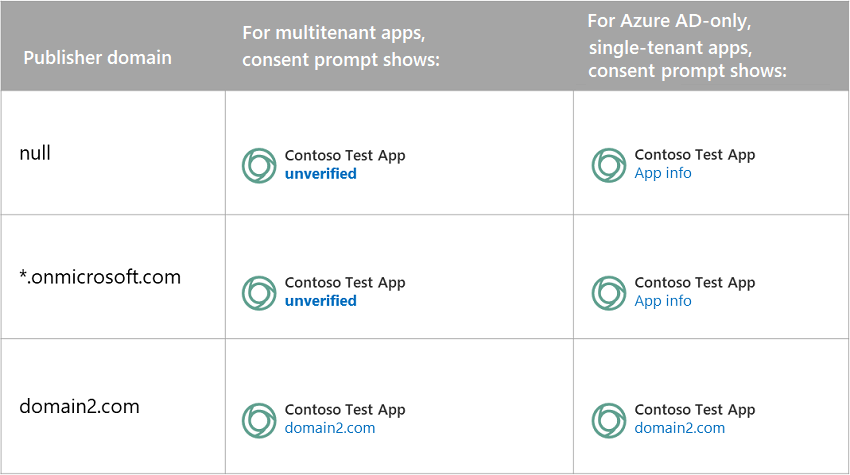 Publisher domain
For multitenant apps,
consent prompt shows:
For Azure AD-only,
single-tenant apps,
consent prompt shows:
null
Contoso Test App
unverified
Contoso Test App
App info
*.onmicrosoft.com
Contoso Test App
unverified
Contoso Test App
App info
domain2.com
Contoso Test App
domain2.com
Contoso Test App
domain2.com